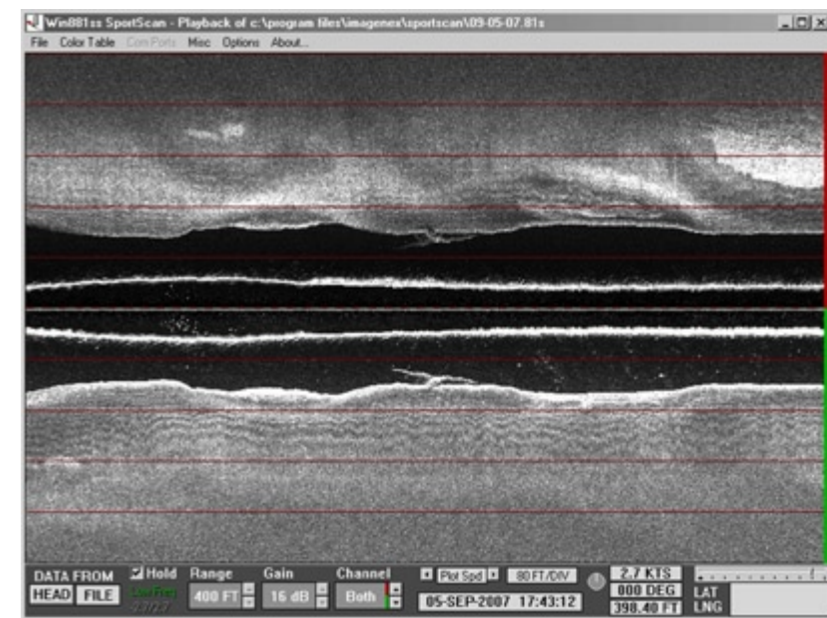 Win881ss SportScan - Playback of c:\program files\imagenex\sportscan\09-05-07.81s
File Color Table Com Ports Misc Options About...
DATA FROM
HEAD FILE
Hold
Low Freq
Range
400 FT
Gain
16 dB
Channel
Both
Plot Spd
80 FT/DIV
05-SEP-2007 17:43:12
2.7 KTS
000 DEG
398.40 FT
LAT
LNG